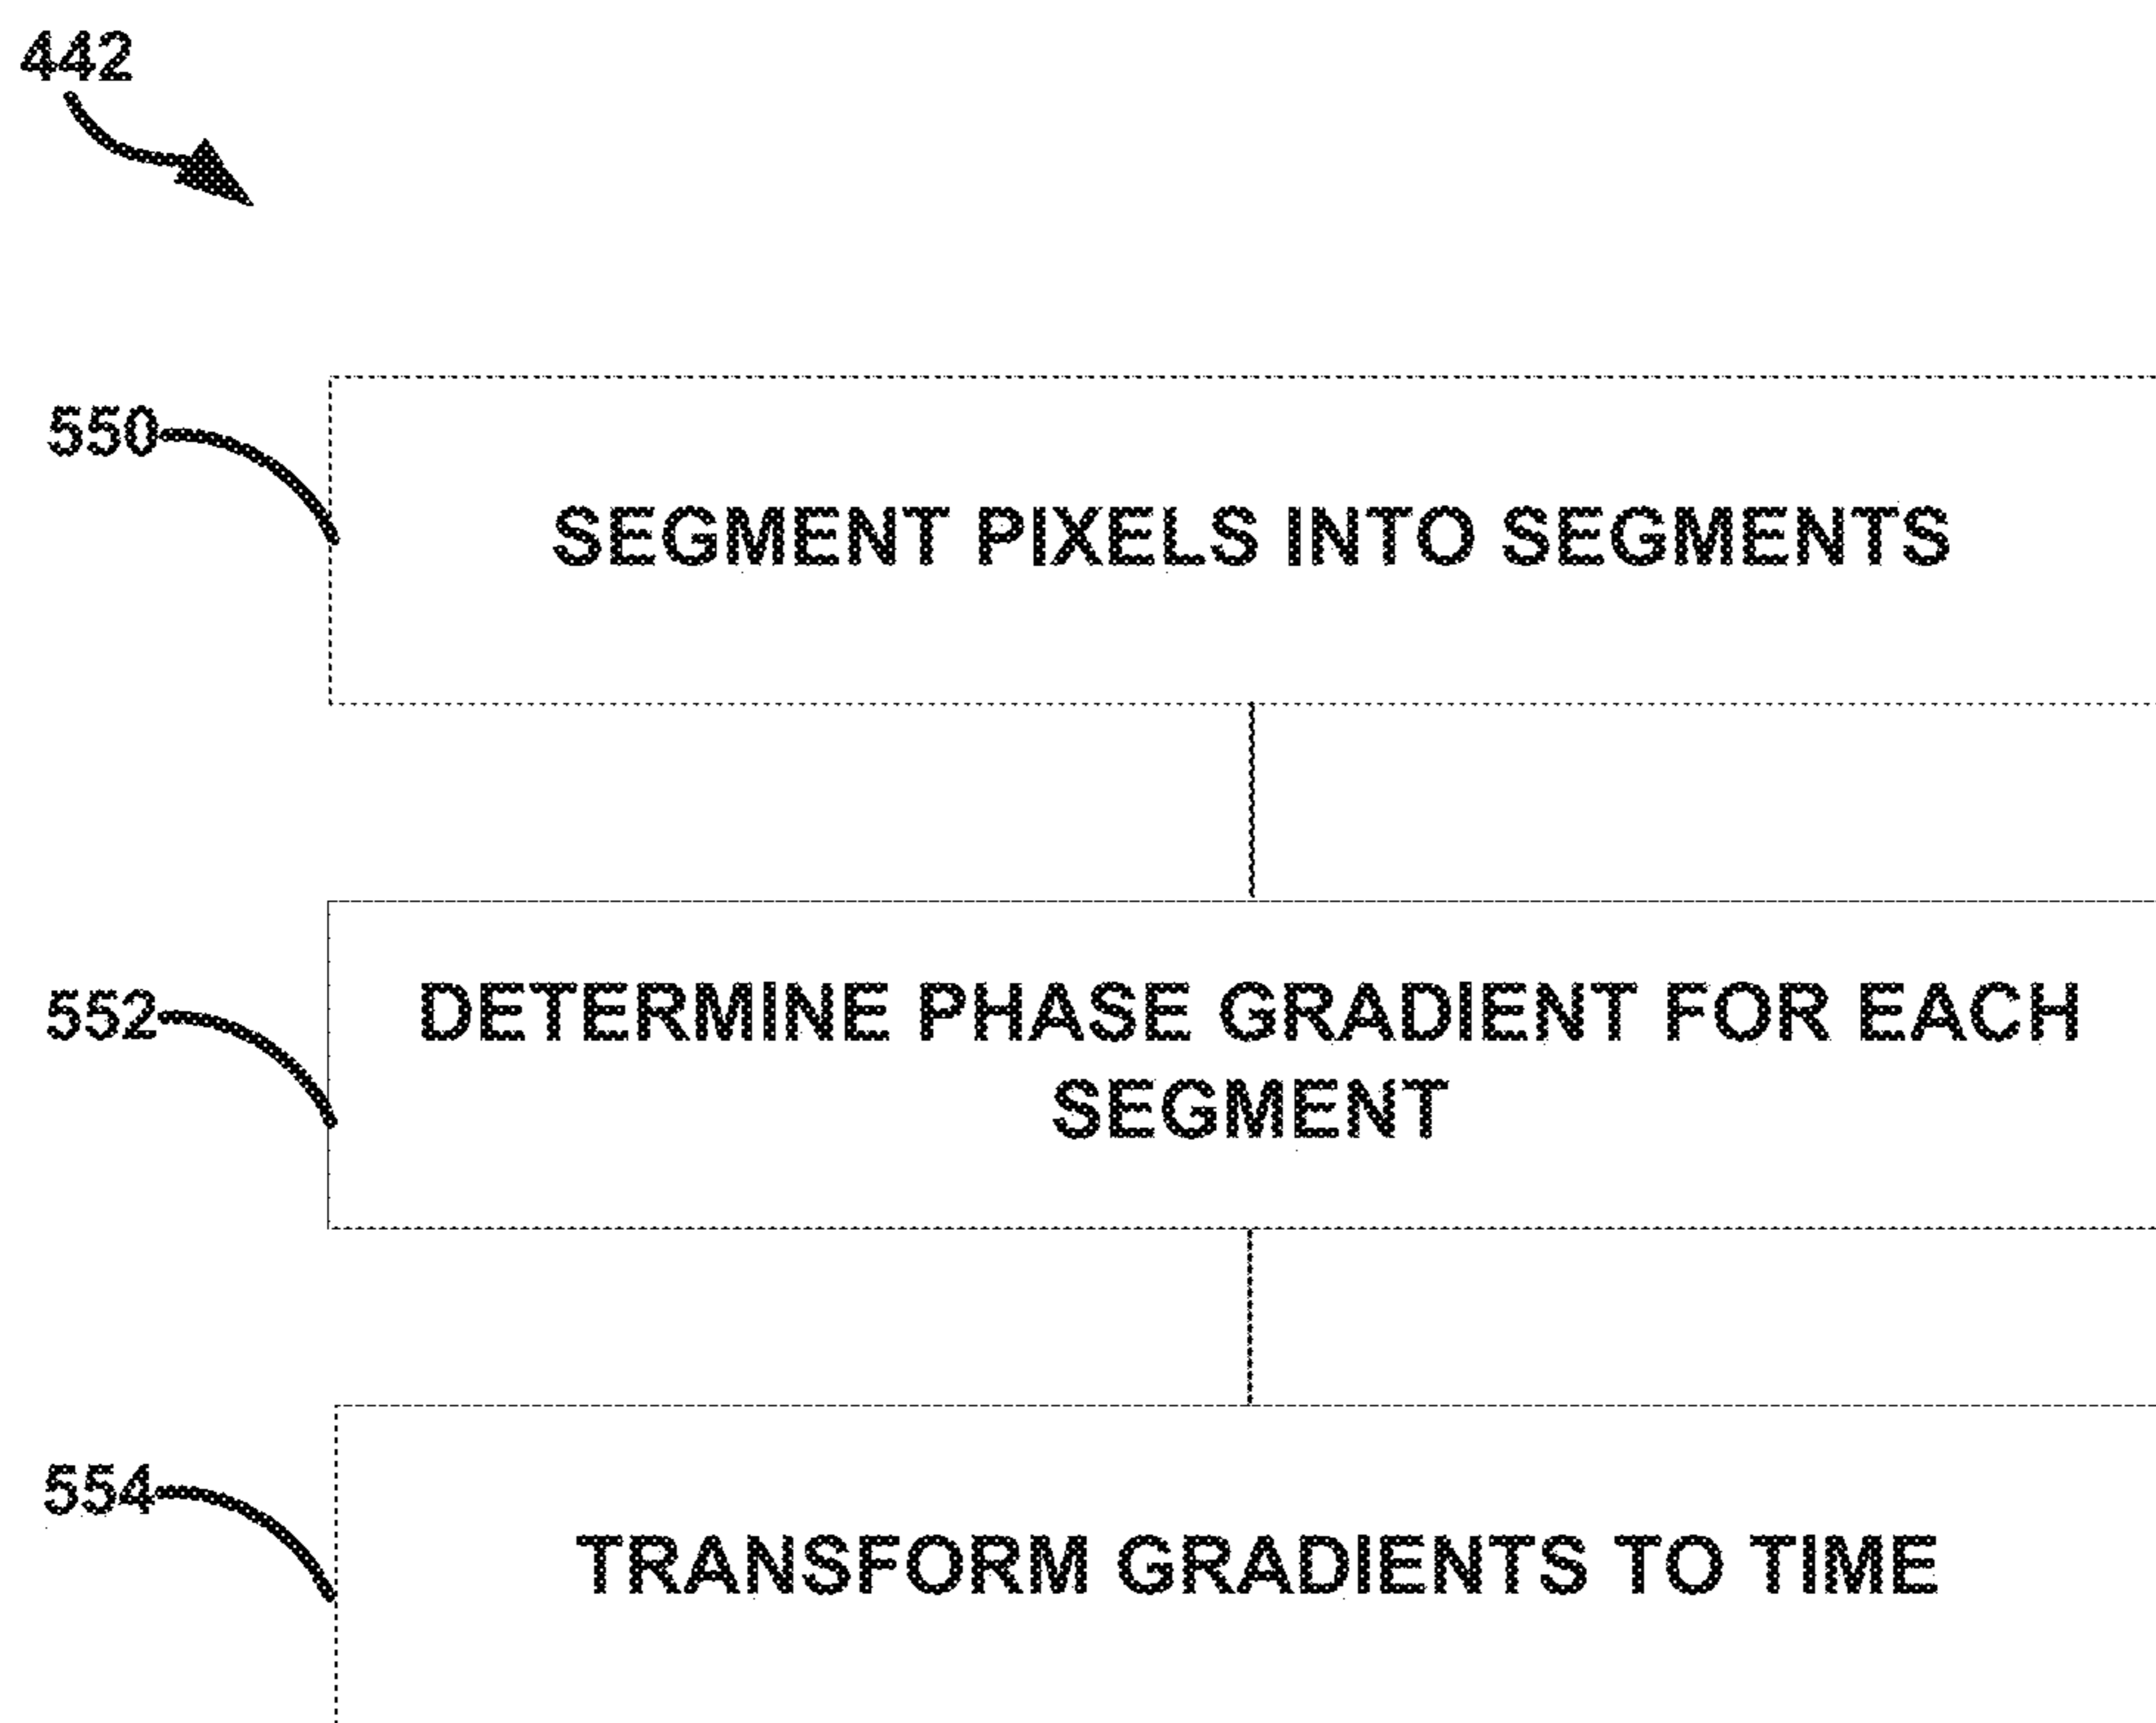 442
550
SEGMENT PIXELS INTO SEGMENTS
552
DETERMINE PHASE GRADIENT FOR EACH
SEGMENT
554
TRANSFORM GRADIENTS TO TIME